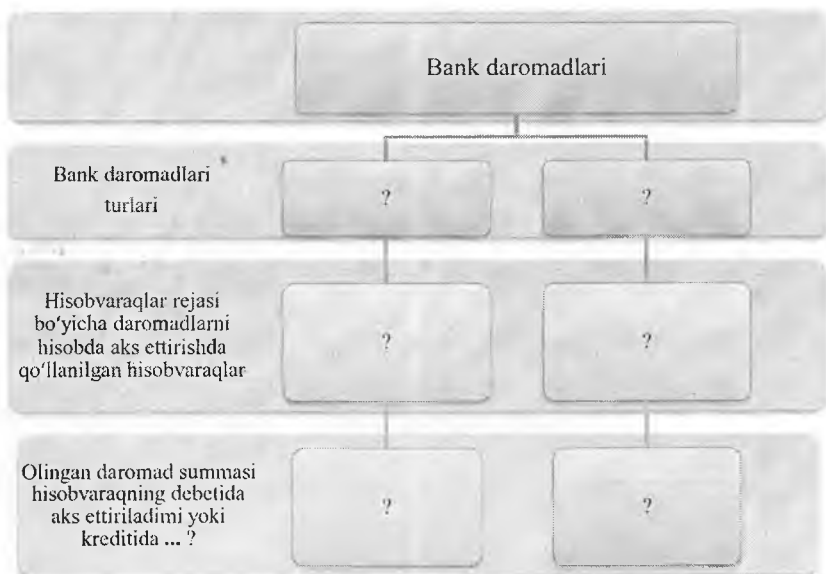 Bank daromadlari
Bank daromadlari
turlari
?
?
Hisobvaraqlar rejasi
bo‘yicha daromadlarni
hisobda aks ettirishda
qo‘llanilgan hisobvaraqlar
?
?
Olingan daromad summasi
hisobvaraqning debetida
aks ettiriladimi yoki
kreditida ... ?
?
?